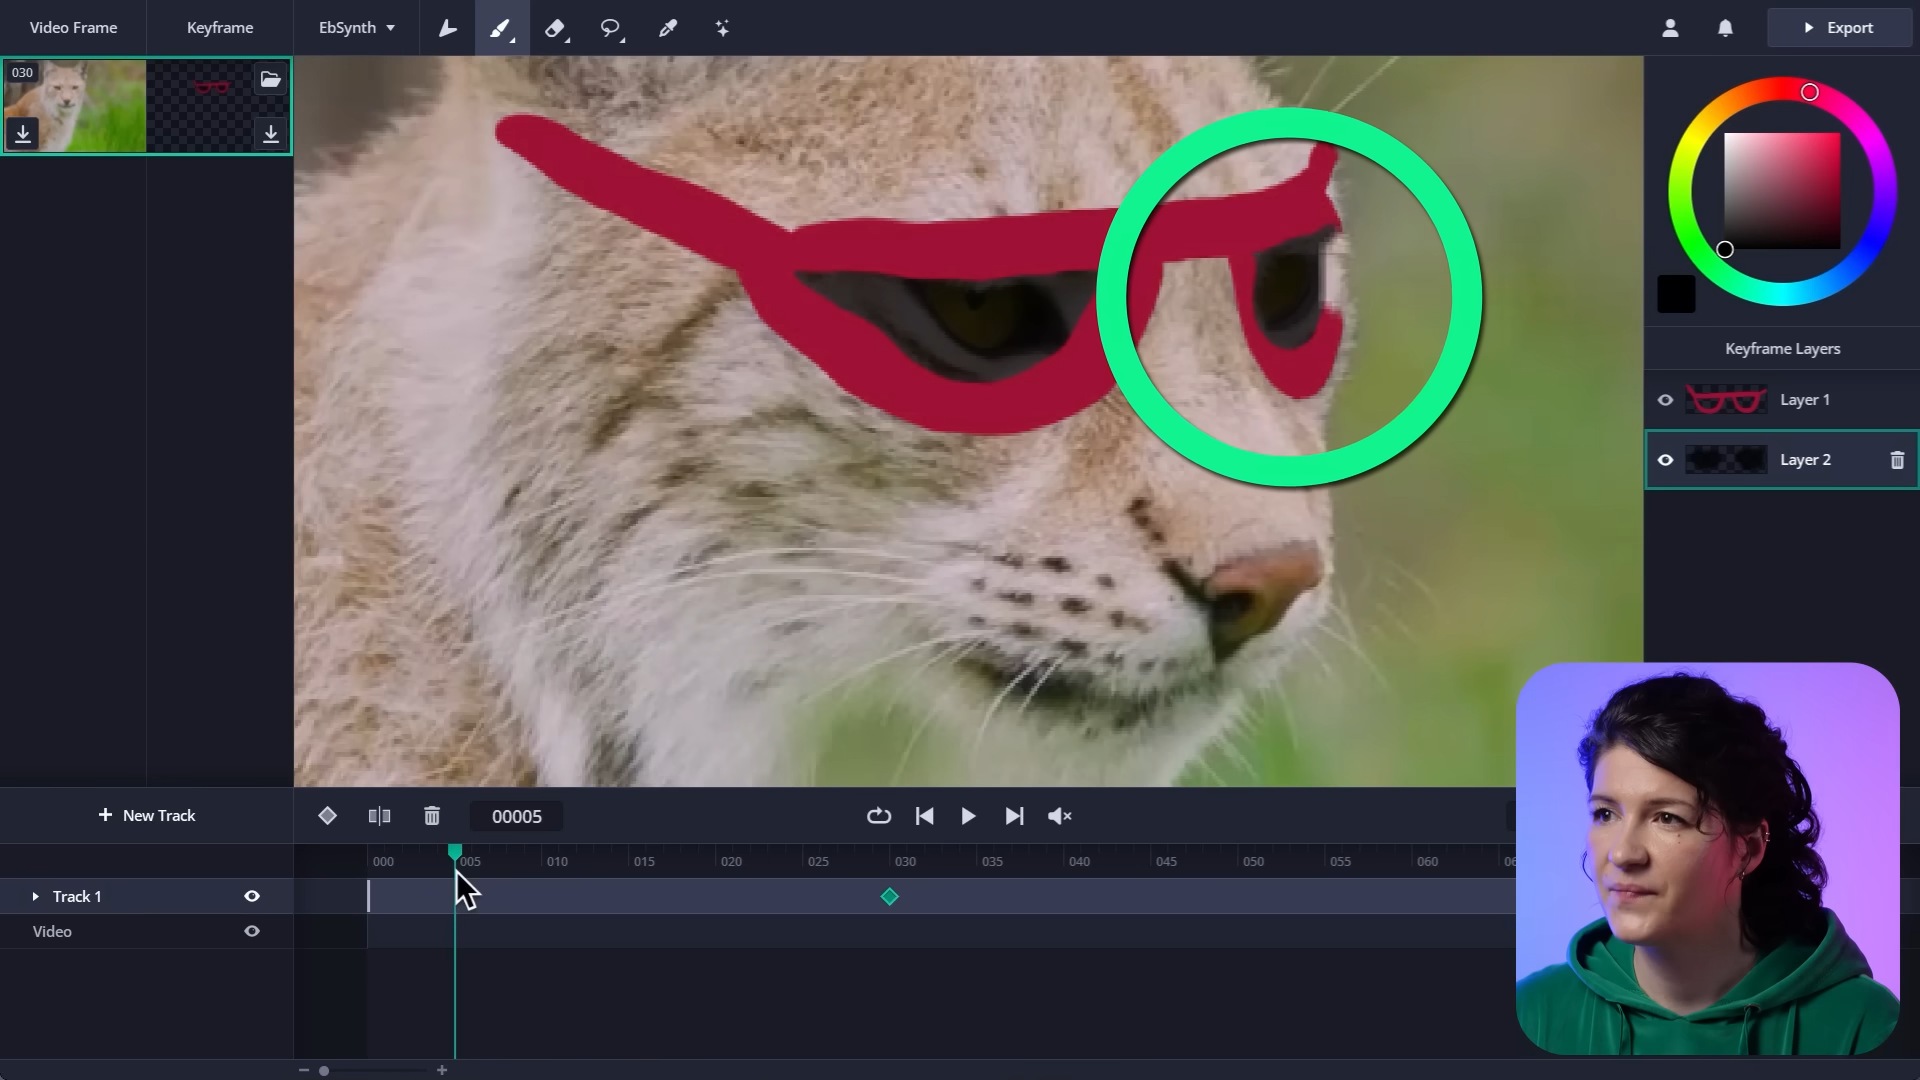 Video Frame
Keyframe
EbSynth
Export
030
Keyframe Layers
Layer 1
Layer 2
New Track
00005
000
005
010
015
020
025
030
035
040
045
050
055
060
Track 1
Video